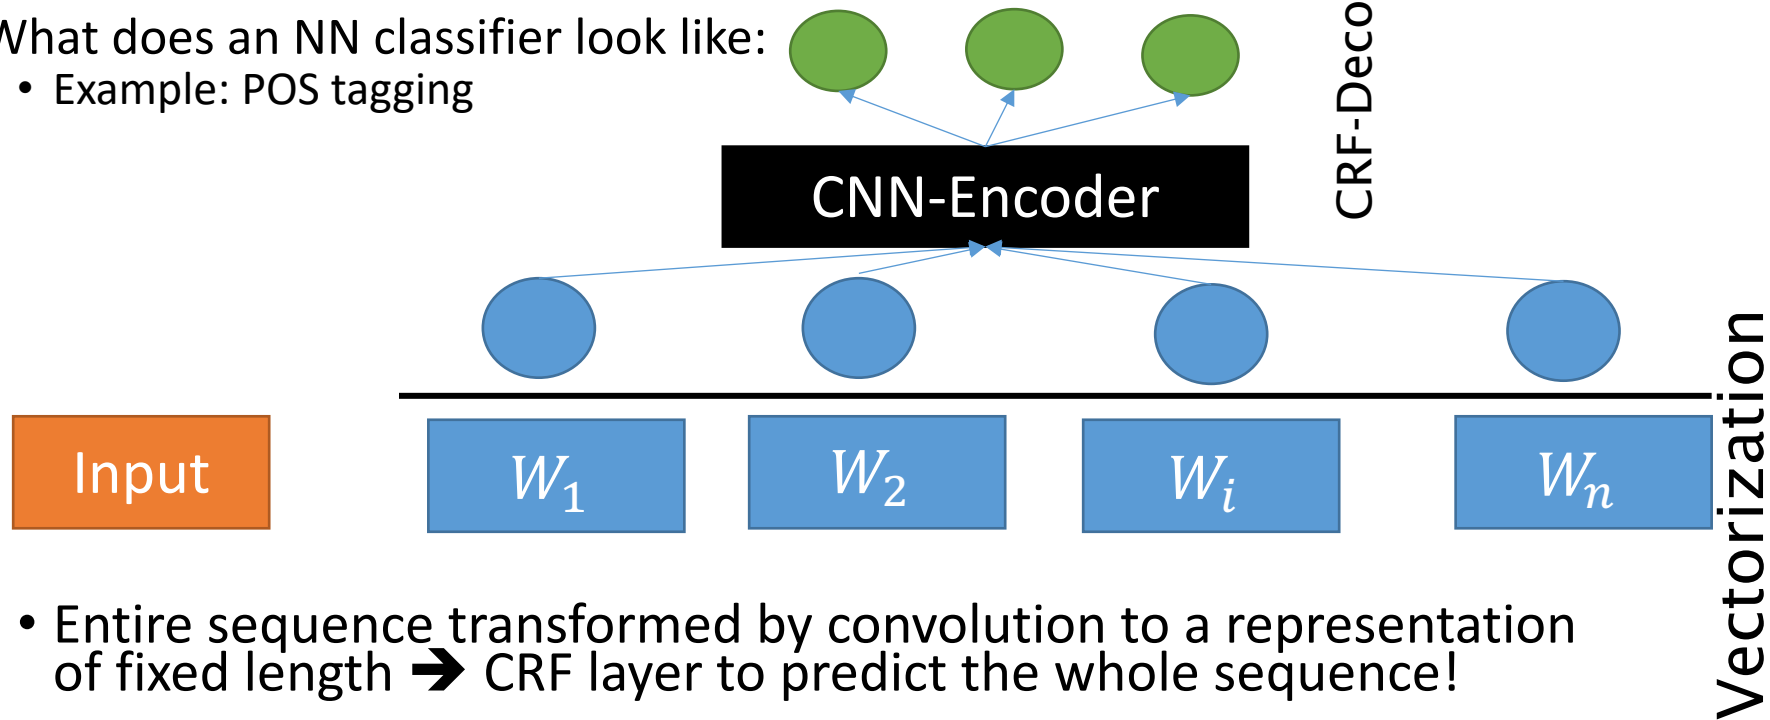 What does an NN classifier look like:
• Example: POS tagging
CRF-Deco
CNN-Encoder
Vectorization
Input
W₁
W₂
Wᵢ
Wₙ
• Entire sequence transformed by convolution to a representation
of fixed length ➔ CRF layer to predict the whole sequence!